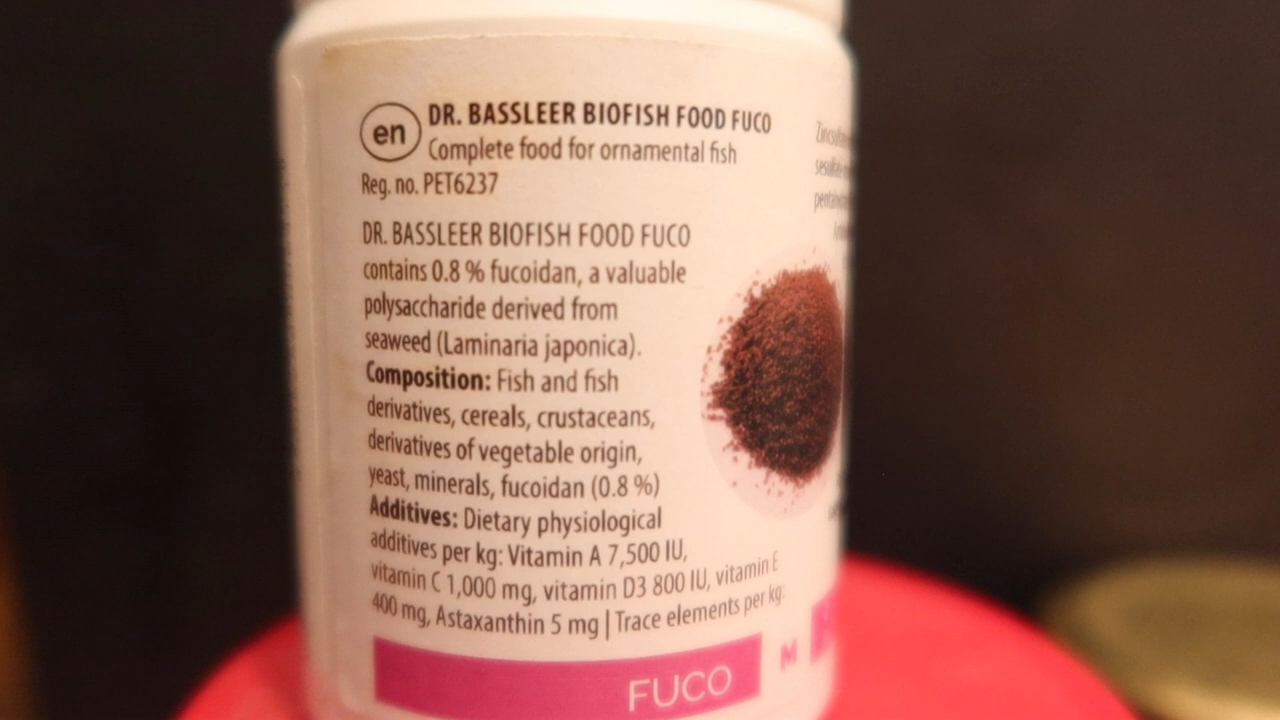 en
DR. BASSLEER BIOFISH FOOD FUCO
Complete food for ornamental fish
Reg. no. PET6237
DR. BASSLEER BIOFISH FOOD FUCO
contains 0.8 % fucoidan, a valuable
polysaccharide derived from
seaweed (Laminaria japonica).
Composition: Fish and fish
derivatives, cereals, crustaceans,
derivatives of vegetable origin,
yeast, minerals, fucoidan (0.8 %)
Additives: Dietary physiological
additives per kg: Vitamin A 7,500 IU,
vitamin C 1,000 mg, vitamin D3 800 IU, vitamin E
400 mg, Astaxanthin 5 mg | Trace elements per kg:
FUCO
M